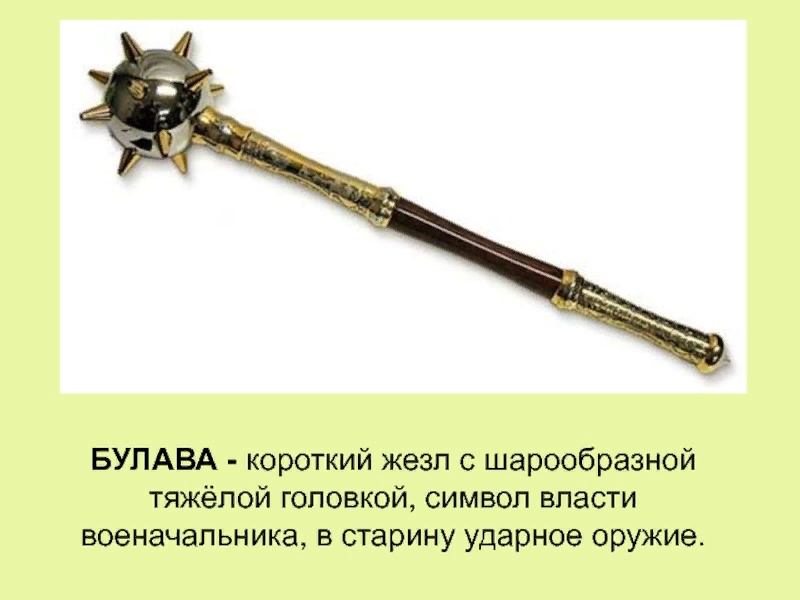 БУЛАВА - короткий жезл с шарообразной
тяжёлой головкой, символ власти
военачальника, в старину ударное оружие.